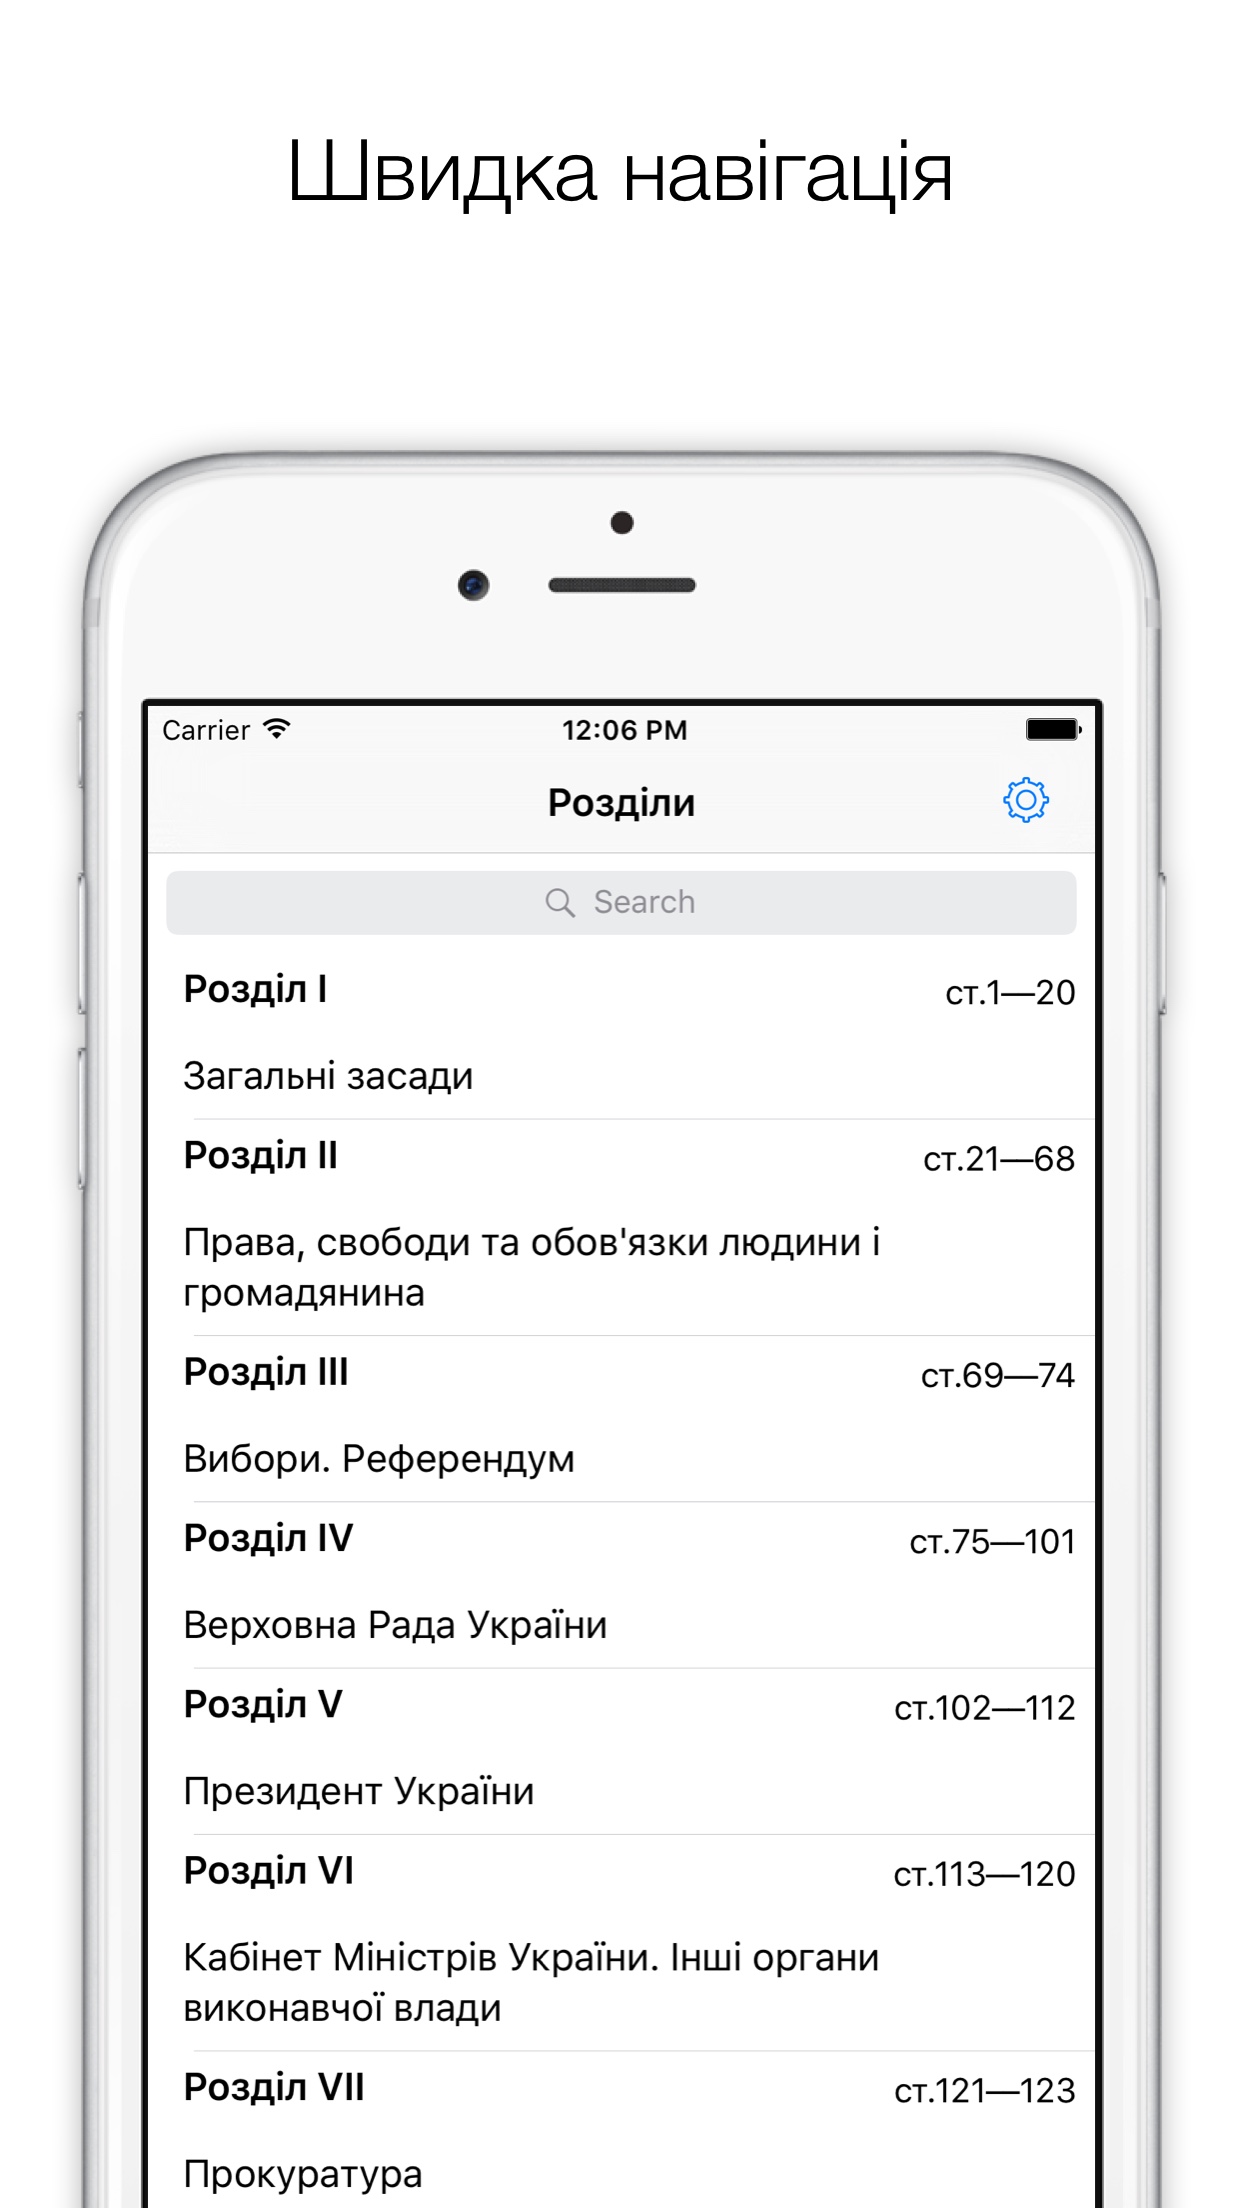 Швидка навігація
Carrier 12:06 PM
Розділи
Search
Розділ I ст.1—20
Загальні засади
Розділ II ст.21—68
Права, свободи та обов'язки людини і
громадянина
Розділ III ст.69—74
Вибори. Референдум
Розділ IV ст.75—101
Верховна Рада України
Розділ V ст.102—112
Президент України
Розділ VI ст.113—120
Кабінет Міністрів України. Інші органи
виконавчої влади
Розділ VII ст.121—123
Прокуратура